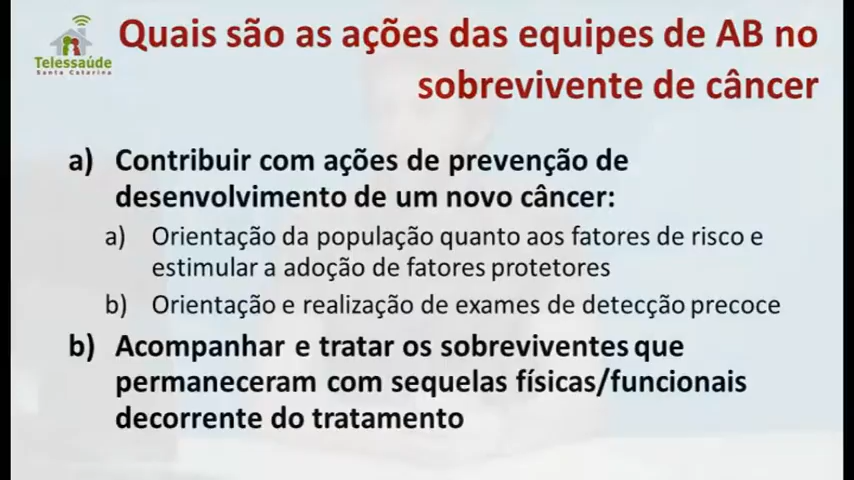 Telessaúde
Santa Catarina
Quais são as ações das equipes de AB no
sobrevivente de câncer
a) Contribuir com ações de prevenção de
desenvolvimento de um novo câncer:
a) Orientação da população quanto aos fatores de risco e
estimular a adoção de fatores protetores
b) Orientação e realização de exames de detecção precoce
b) Acompanhar e tratar os sobreviventes que
permaneceram com sequelas físicas/funcionais
decorrente do tratamento